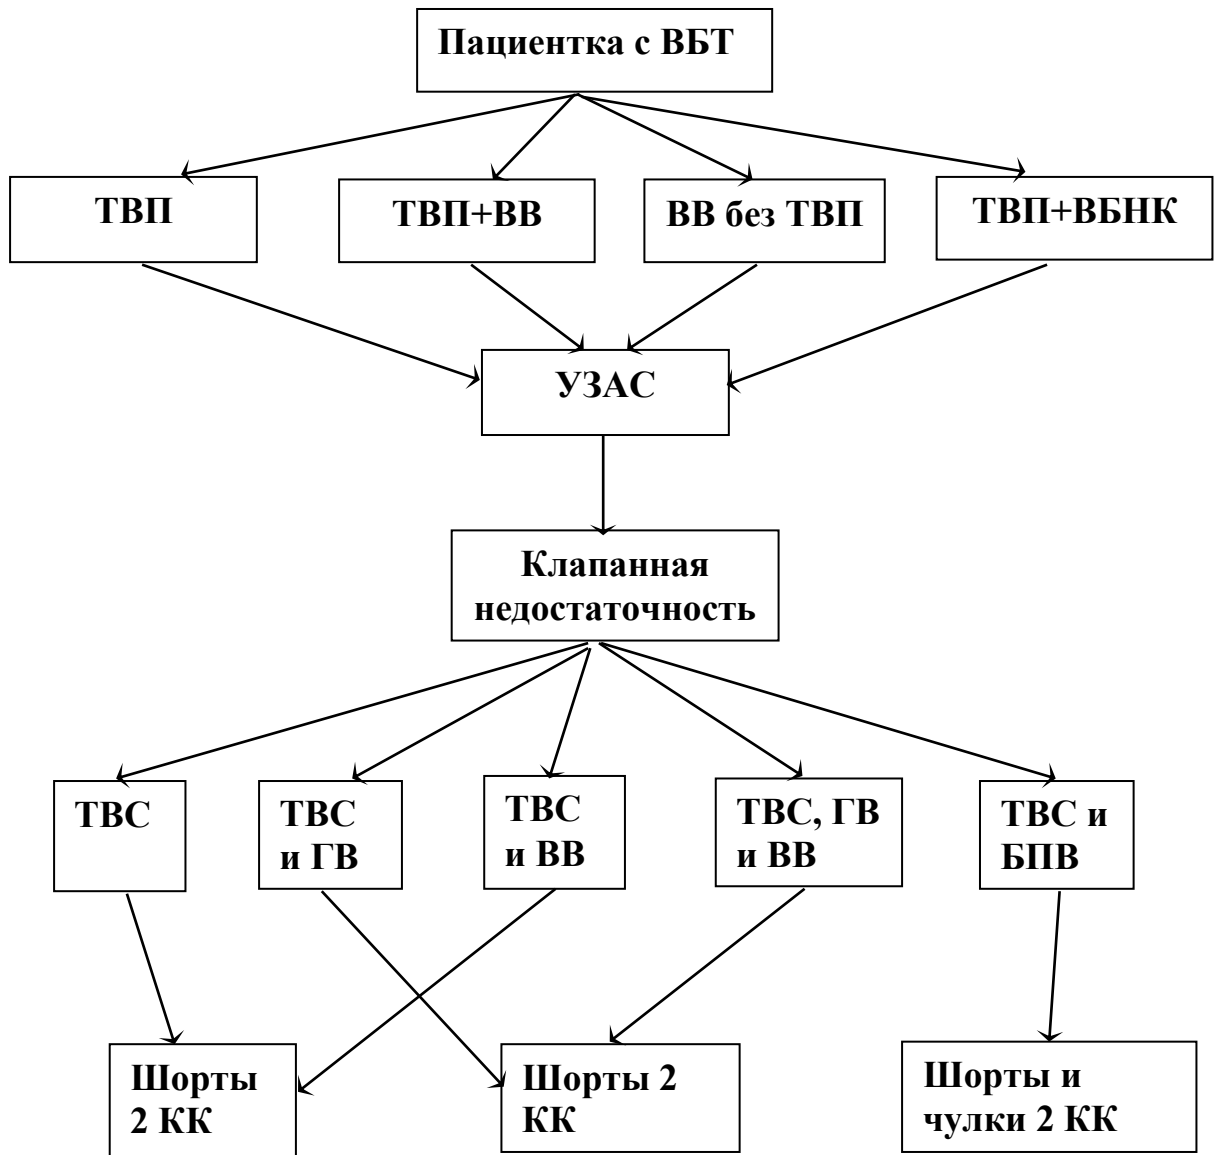 Пациентка с ВБТ
ТВП
ТВП+ВВ
ВВ без ТВП
ТВП+ВБНК
УЗАС
Клапанная
недостаточность
ТВС
ТВС
и ГВ
ТВС
и ВВ
ТВС, ГВ
и ВВ
ТВС и
БПВ
Шорты
2 КК
Шорты 2
КК
Шорты и
чулки 2 КК